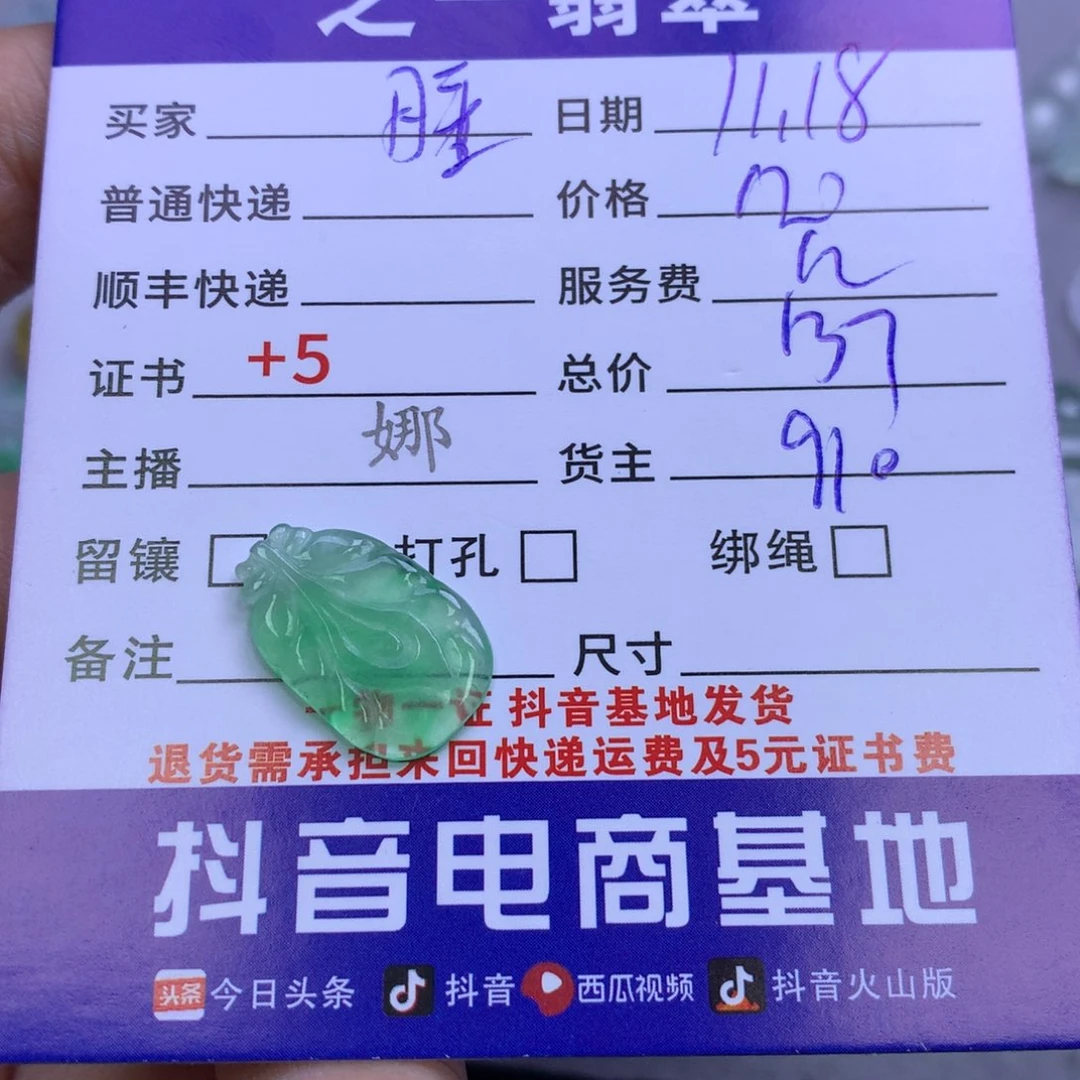 之一翡翠
买家 日期 11.18
普通快递 价格
顺丰快递 服务费
证书 +5 总价 137
主播 娜 货主 910
留镶 打孔 绑绳
备注 尺寸
一物一证 抖音基地发货
退货需承担来回快递运费及5元证书费
抖音电商基地
头条 今日头条 抖音 西瓜视频 抖音火山版